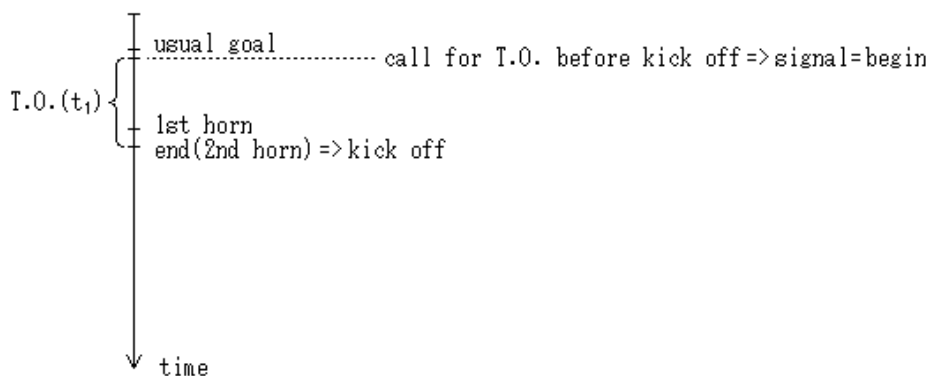 usual goal
call for T.O. before kick off=>signal=begin
T.O.(t₁)
1st horn
end(2nd horn)=>kick off
time